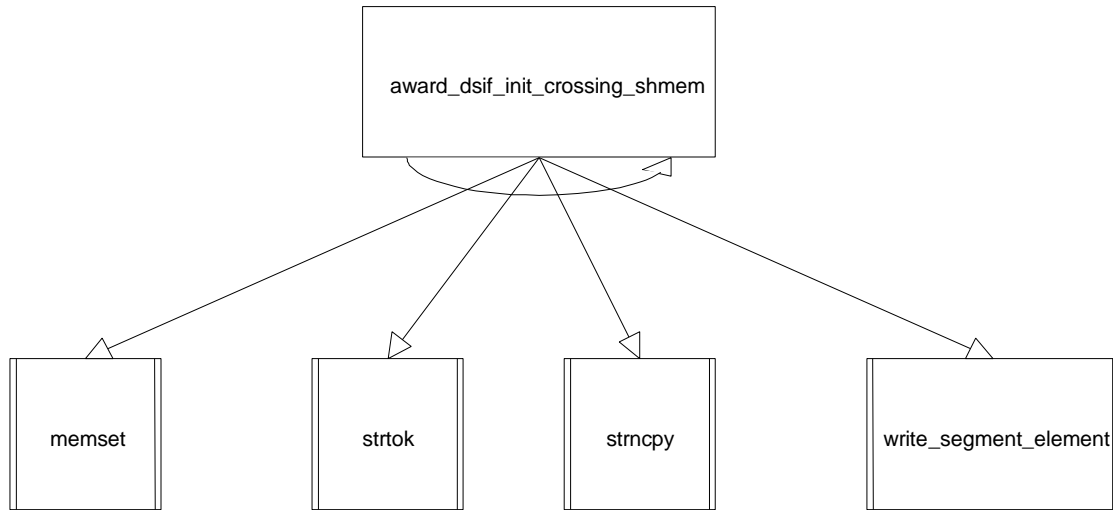 award_dsif_init_crossing_shmem
memset
strtok
strncpy
write_segment_element